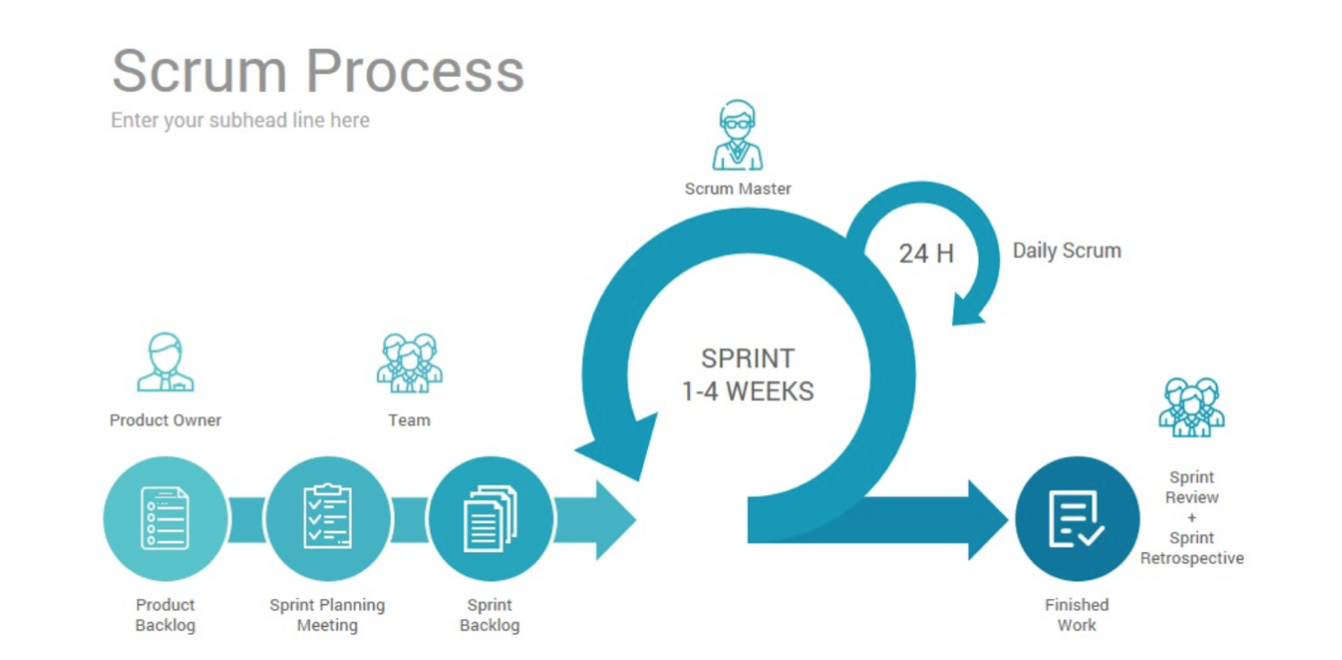 Scrum Process
Enter your subhead line here
Scrum Master
24 H
Daily Scrum
SPRINT
1-4 WEEKS
Product Owner
Team
Product
Backlog
Sprint Planning
Meeting
Sprint
Backlog
Finished
Work
Sprint
Review
+
Sprint
Retrospective